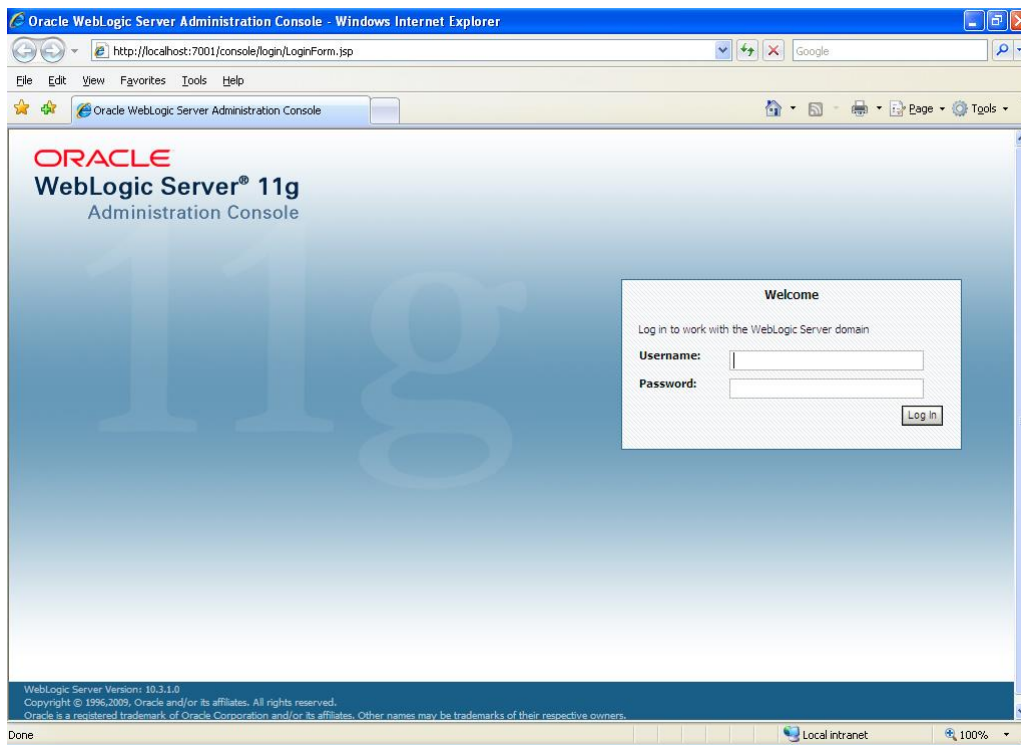 Oracle WebLogic Server Administration Console - Windows Internet Explorer
http://localhost:7001/console/login/LoginForm.jsp
Google
File Edit View Favorites Tools Help
Oracle WebLogic Server Administration Console
Page Tools
ORACLE
WebLogic Server® 11g
Administration Console
11g
Welcome
Log in to work with the WebLogic Server domain
Username:
Password:
Log In
WebLogic Server Version: 10.3.1.0
Copyright © 1996,2009, Oracle and/or its affiliates. All rights reserved.
Oracle is a registered trademark of Oracle Corporation and/or its affiliates. Other names may be trademarks of their respective owners.
Done Local intranet 100%